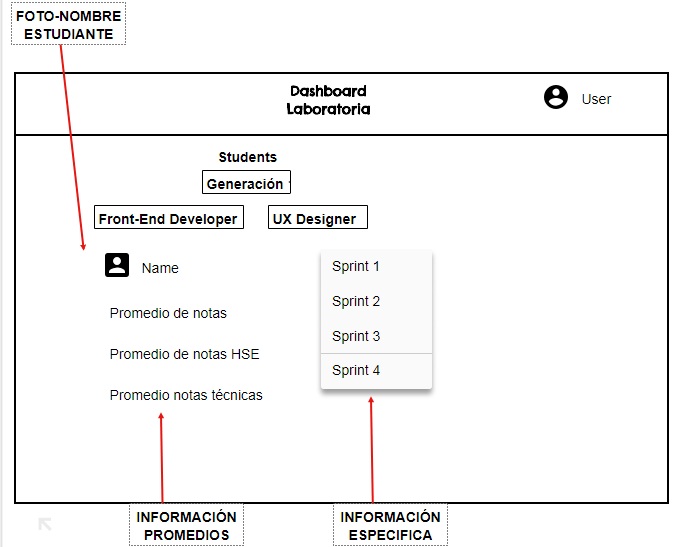 FOTO-NOMBRE
ESTUDIANTE
Dashboard
Laboratoria
User
Students
Generación
Front-End Developer
UX Designer
Name
Sprint 1
Promedio de notas
Sprint 2
Sprint 3
Promedio de notas HSE
Sprint 4
Promedio notas técnicas
INFORMACIÓN
PROMEDIOS
INFORMACIÓN
ESPECIFICA